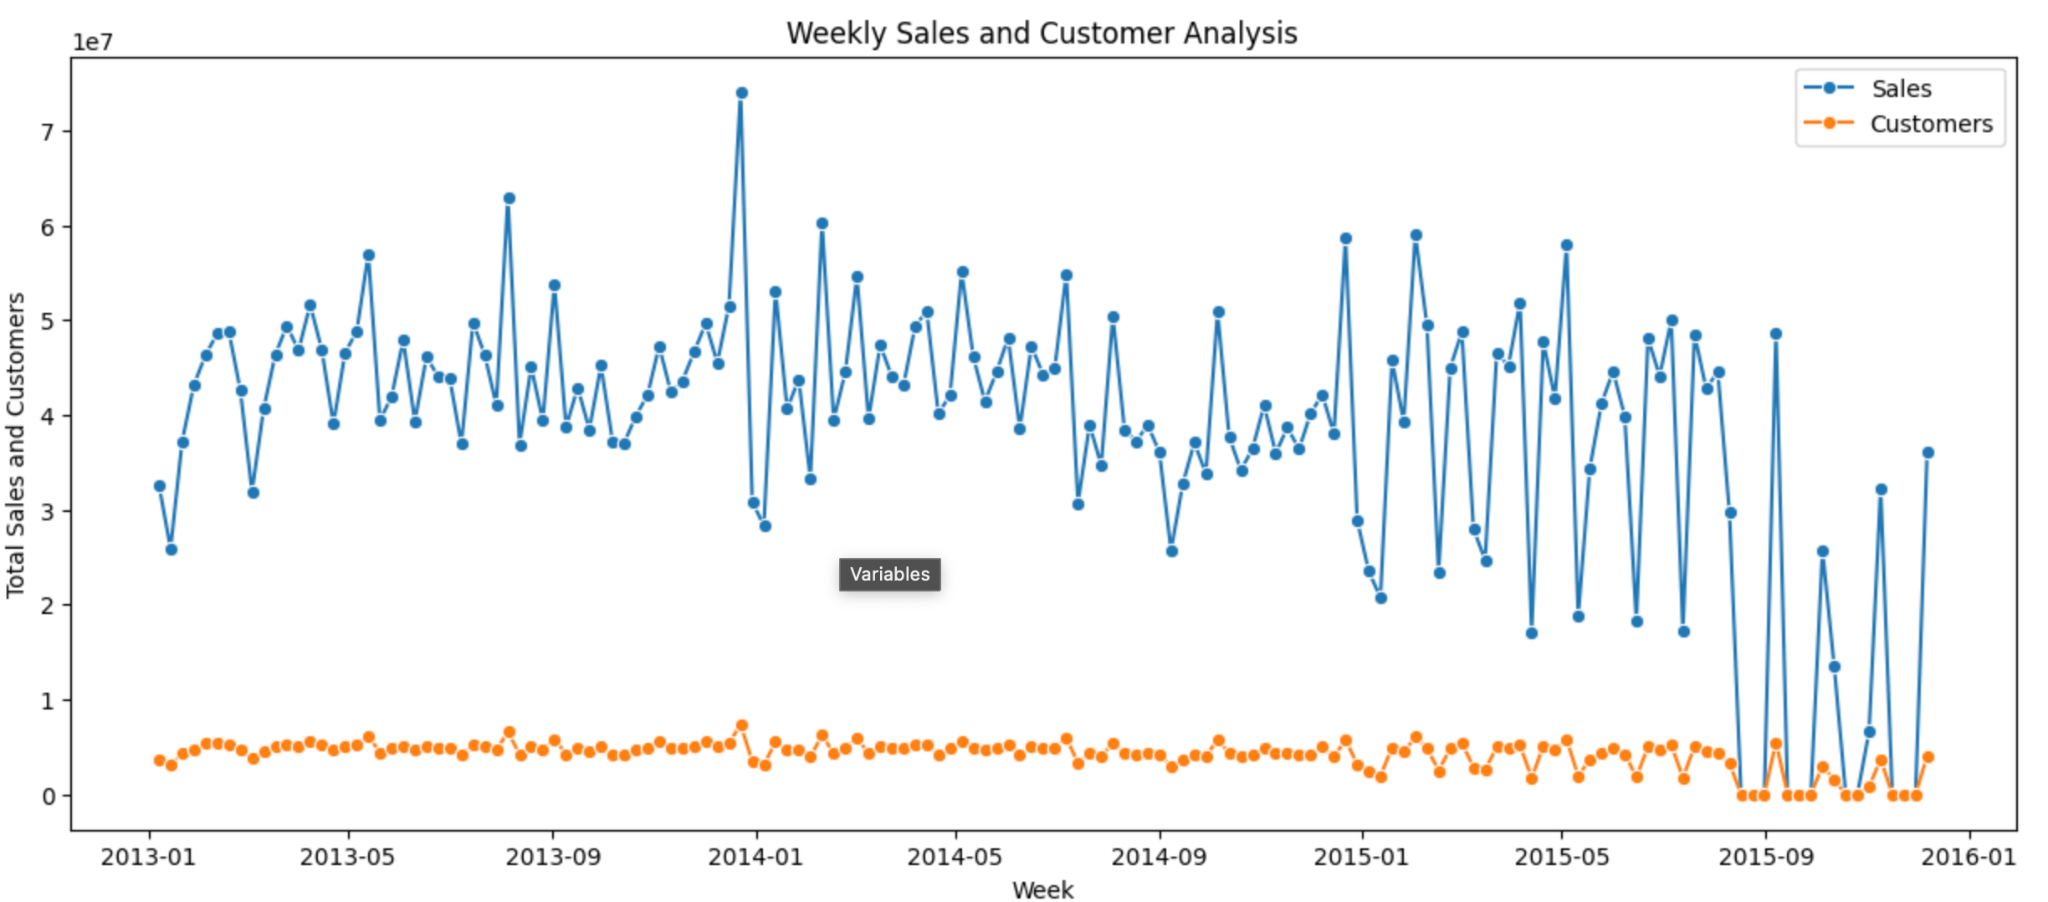 Weekly Sales and Customer Analysis
1e7
Sales
Customers
7
6
5
4
3
2
1
0
Total Sales and Customers
Variables
2013-01 2013-05 2013-09 2014-01 2014-05 2014-09 2015-01 2015-05 2015-09 2016-01
Week